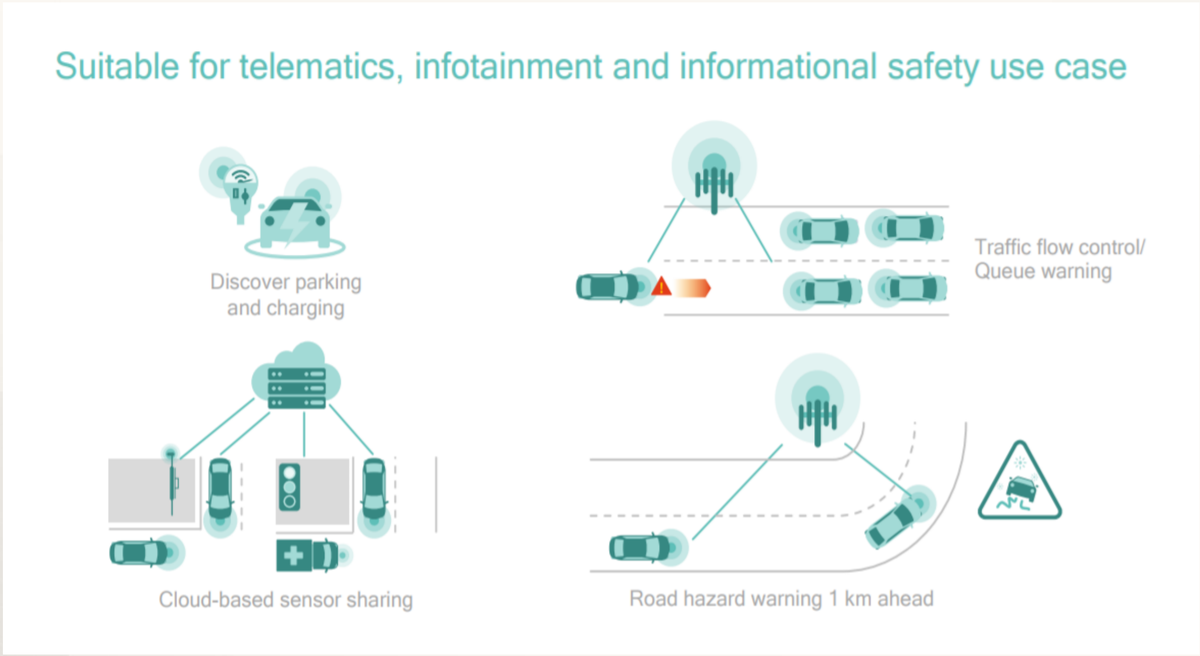 Suitable for telematics, infotainment and informational safety use case
Discover parking
and charging
Traffic flow control/
Queue warning
Cloud-based sensor sharing
Road hazard warning 1 km ahead